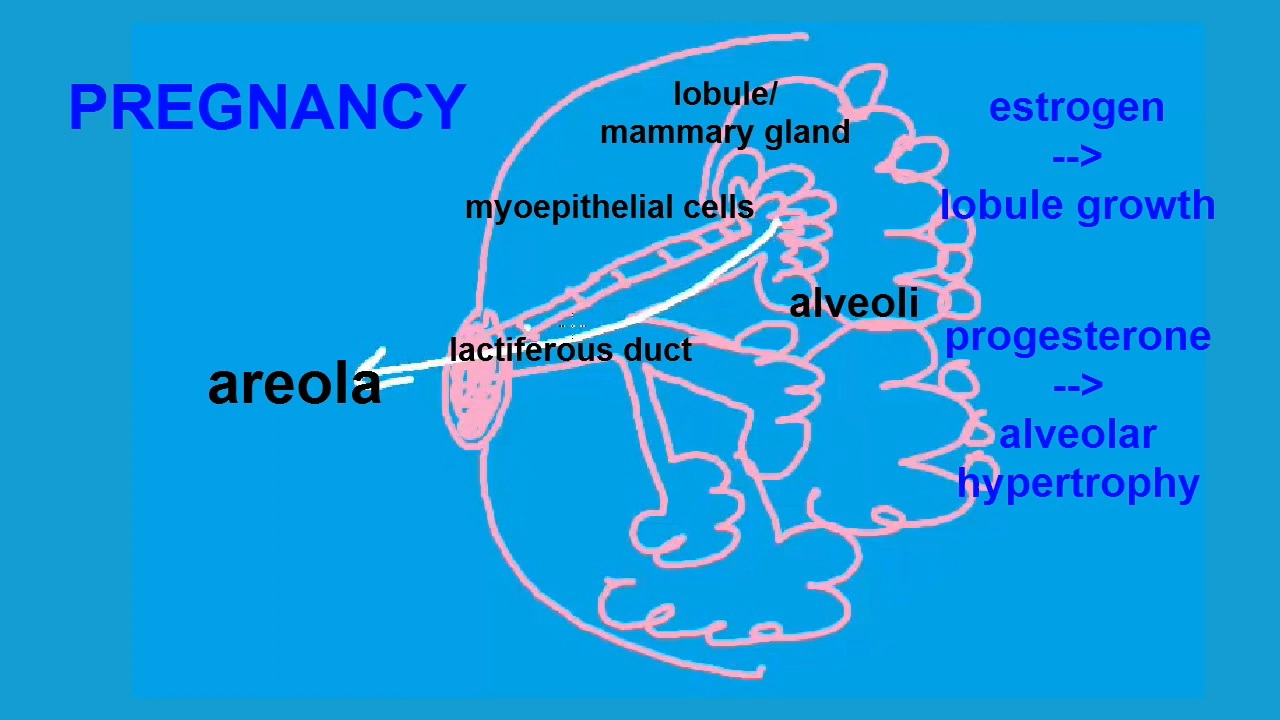 PREGNANCY
lobule/
mammary gland
myoepithelial cells
alveoli
lactiferous duct
areola
estrogen
-->
lobule growth
progesterone
-->
alveolar
hypertrophy